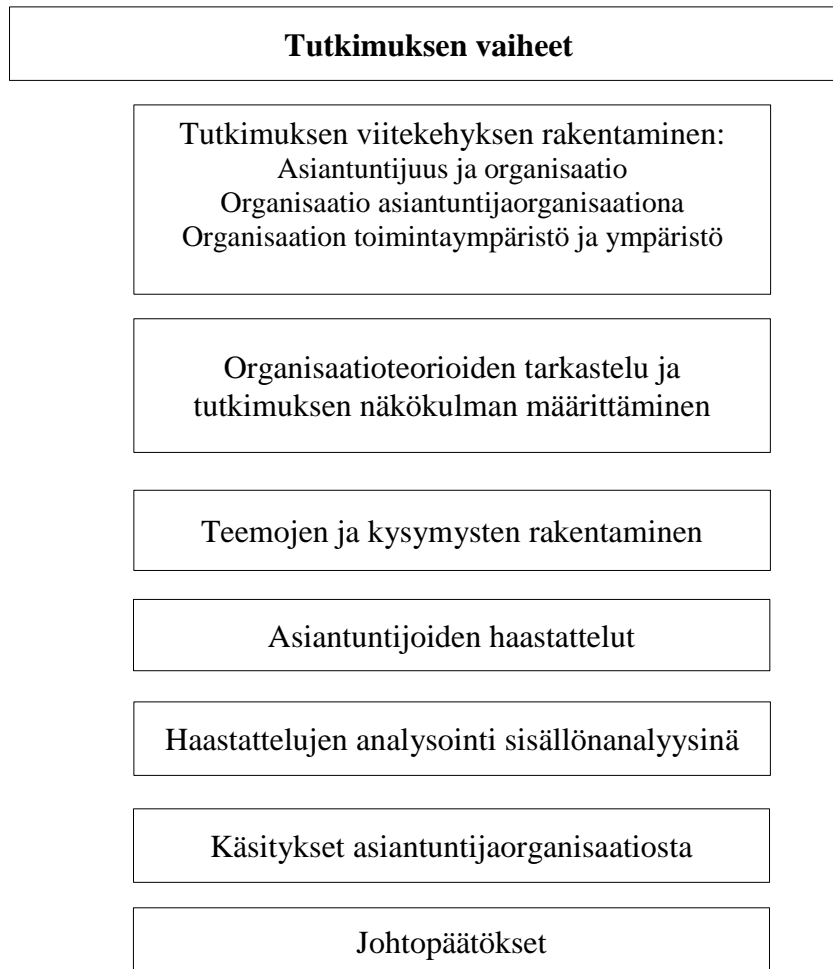 Tutkimuksen vaiheet
Tutkimuksen viitekehyksen rakentaminen:
Asiantuntijuus ja organisaatio
Organisaatio asiantuntijaorganisaationa
Organisaation toimintaympäristö ja ympäristö
Organisaatioteorioiden tarkastelu ja
tutkimuksen näkökulman määrittäminen
Teemojen ja kysymysten rakentaminen
Asiantuntijoiden haastattelut
Haastattelujen analysointi sisällönanalyysinä
Käsitykset asiantuntijaorganisaatiosta
Johtopäätökset